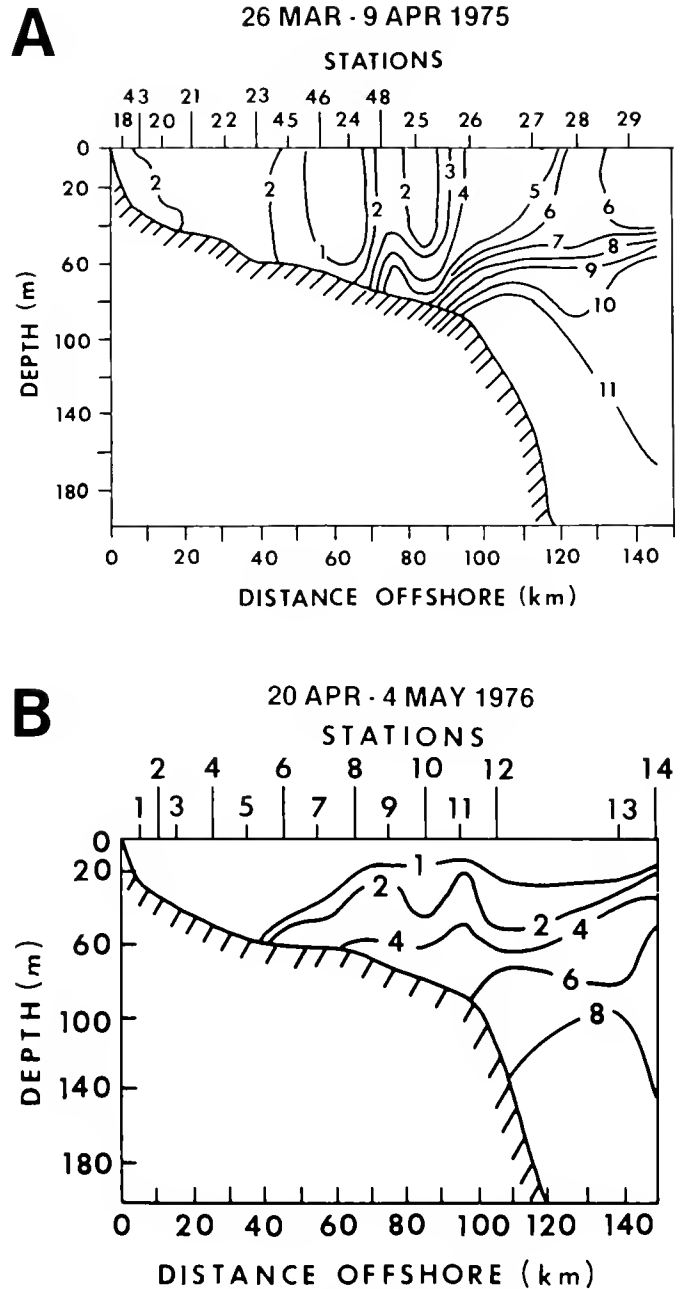 A
26 MAR - 9 APR 1975
STATIONS
43 21 23 46 48
18 20 22 45 24 25 26 27 28 29
0
20
60
100
140
180
DEPTH (m)
2 2 1 2 2 3 4 5 6 6 7 8 9 10 11
0 20 40 60 80 100 120 140
DISTANCE OFFSHORE (km)
B
20 APR - 4 MAY 1976
STATIONS
2 4 6 8 10 12 14
1 3 5 7 9 11 13
0
20
60
100
140
180
DEPTH (m)
1
2 2 4
4 6
8
0 20 40 60 80 100 120 140
DISTANCE OFFSHORE (km)